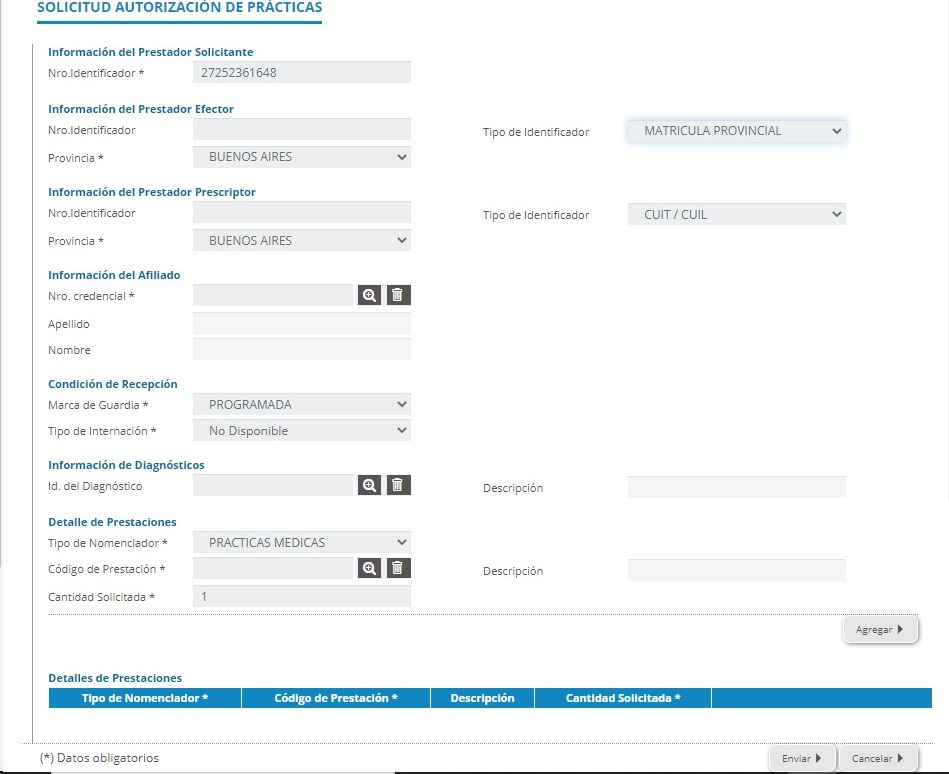 SOLICITUD AUTORIZACIÓN DE PRÁCTICAS
Información del Prestador Solicitante
Nro.Identificador * 27252361648
Información del Prestador Efector
Nro.Identificador Tipo de Identificador MATRICULA PROVINCIAL
Provincia * BUENOS AIRES
Información del Prestador Prescriptor
Nro.Identificador Tipo de Identificador CUIT / CUIL
Provincia * BUENOS AIRES
Información del Afiliado
Nro. credencial *
Apellido
Nombre
Condición de Recepción
Marca de Guardia * PROGRAMADA
Tipo de Internación * No Disponible
Información de Diagnósticos
Id. del Diagnóstico Descripción
Detalle de Prestaciones
Tipo de Nomenclador * PRACTICAS MEDICAS
Código de Prestación * Descripción
Cantidad Solicitada * 1
Agregar
Detalles de Prestaciones
Tipo de Nomenclador * Código de Prestación * Descripción Cantidad Solicitada *
(*) Datos obligatorios Enviar Cancelar